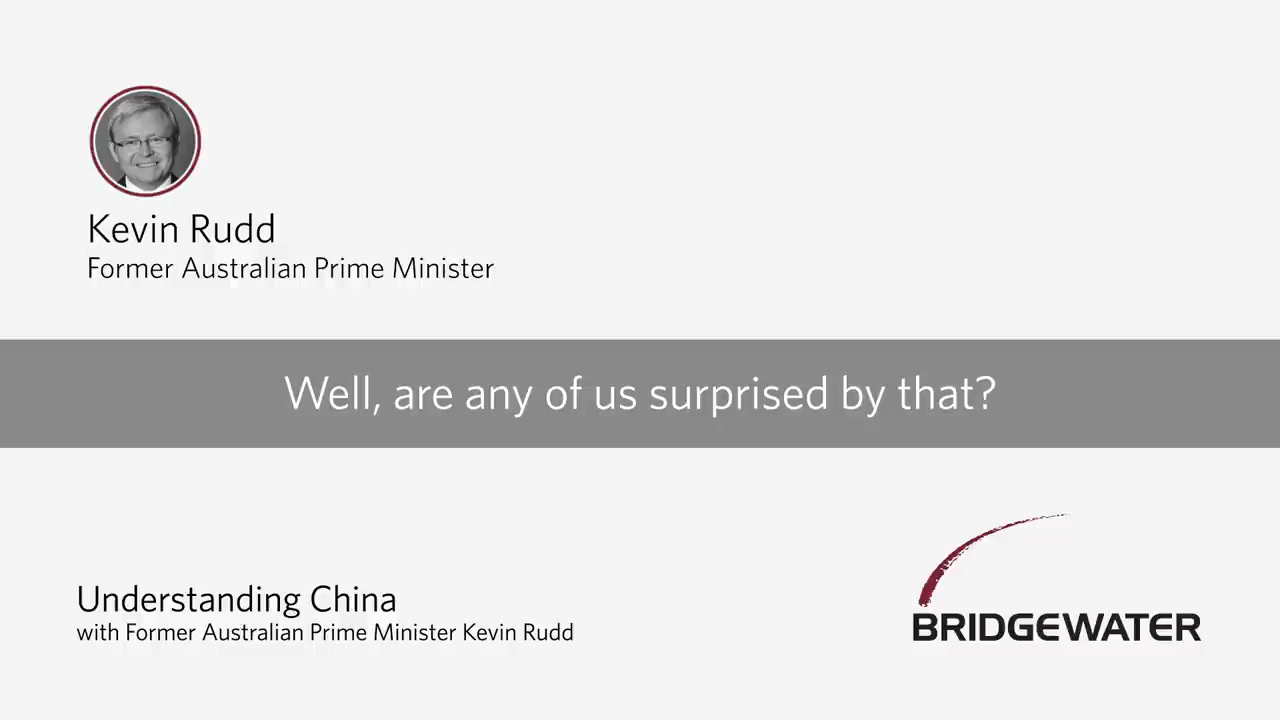 Kevin Rudd
Former Australian Prime Minister
Well, are any of us surprised by that?
Understanding China
with Former Australian Prime Minister Kevin Rudd
BRIDGEWATER